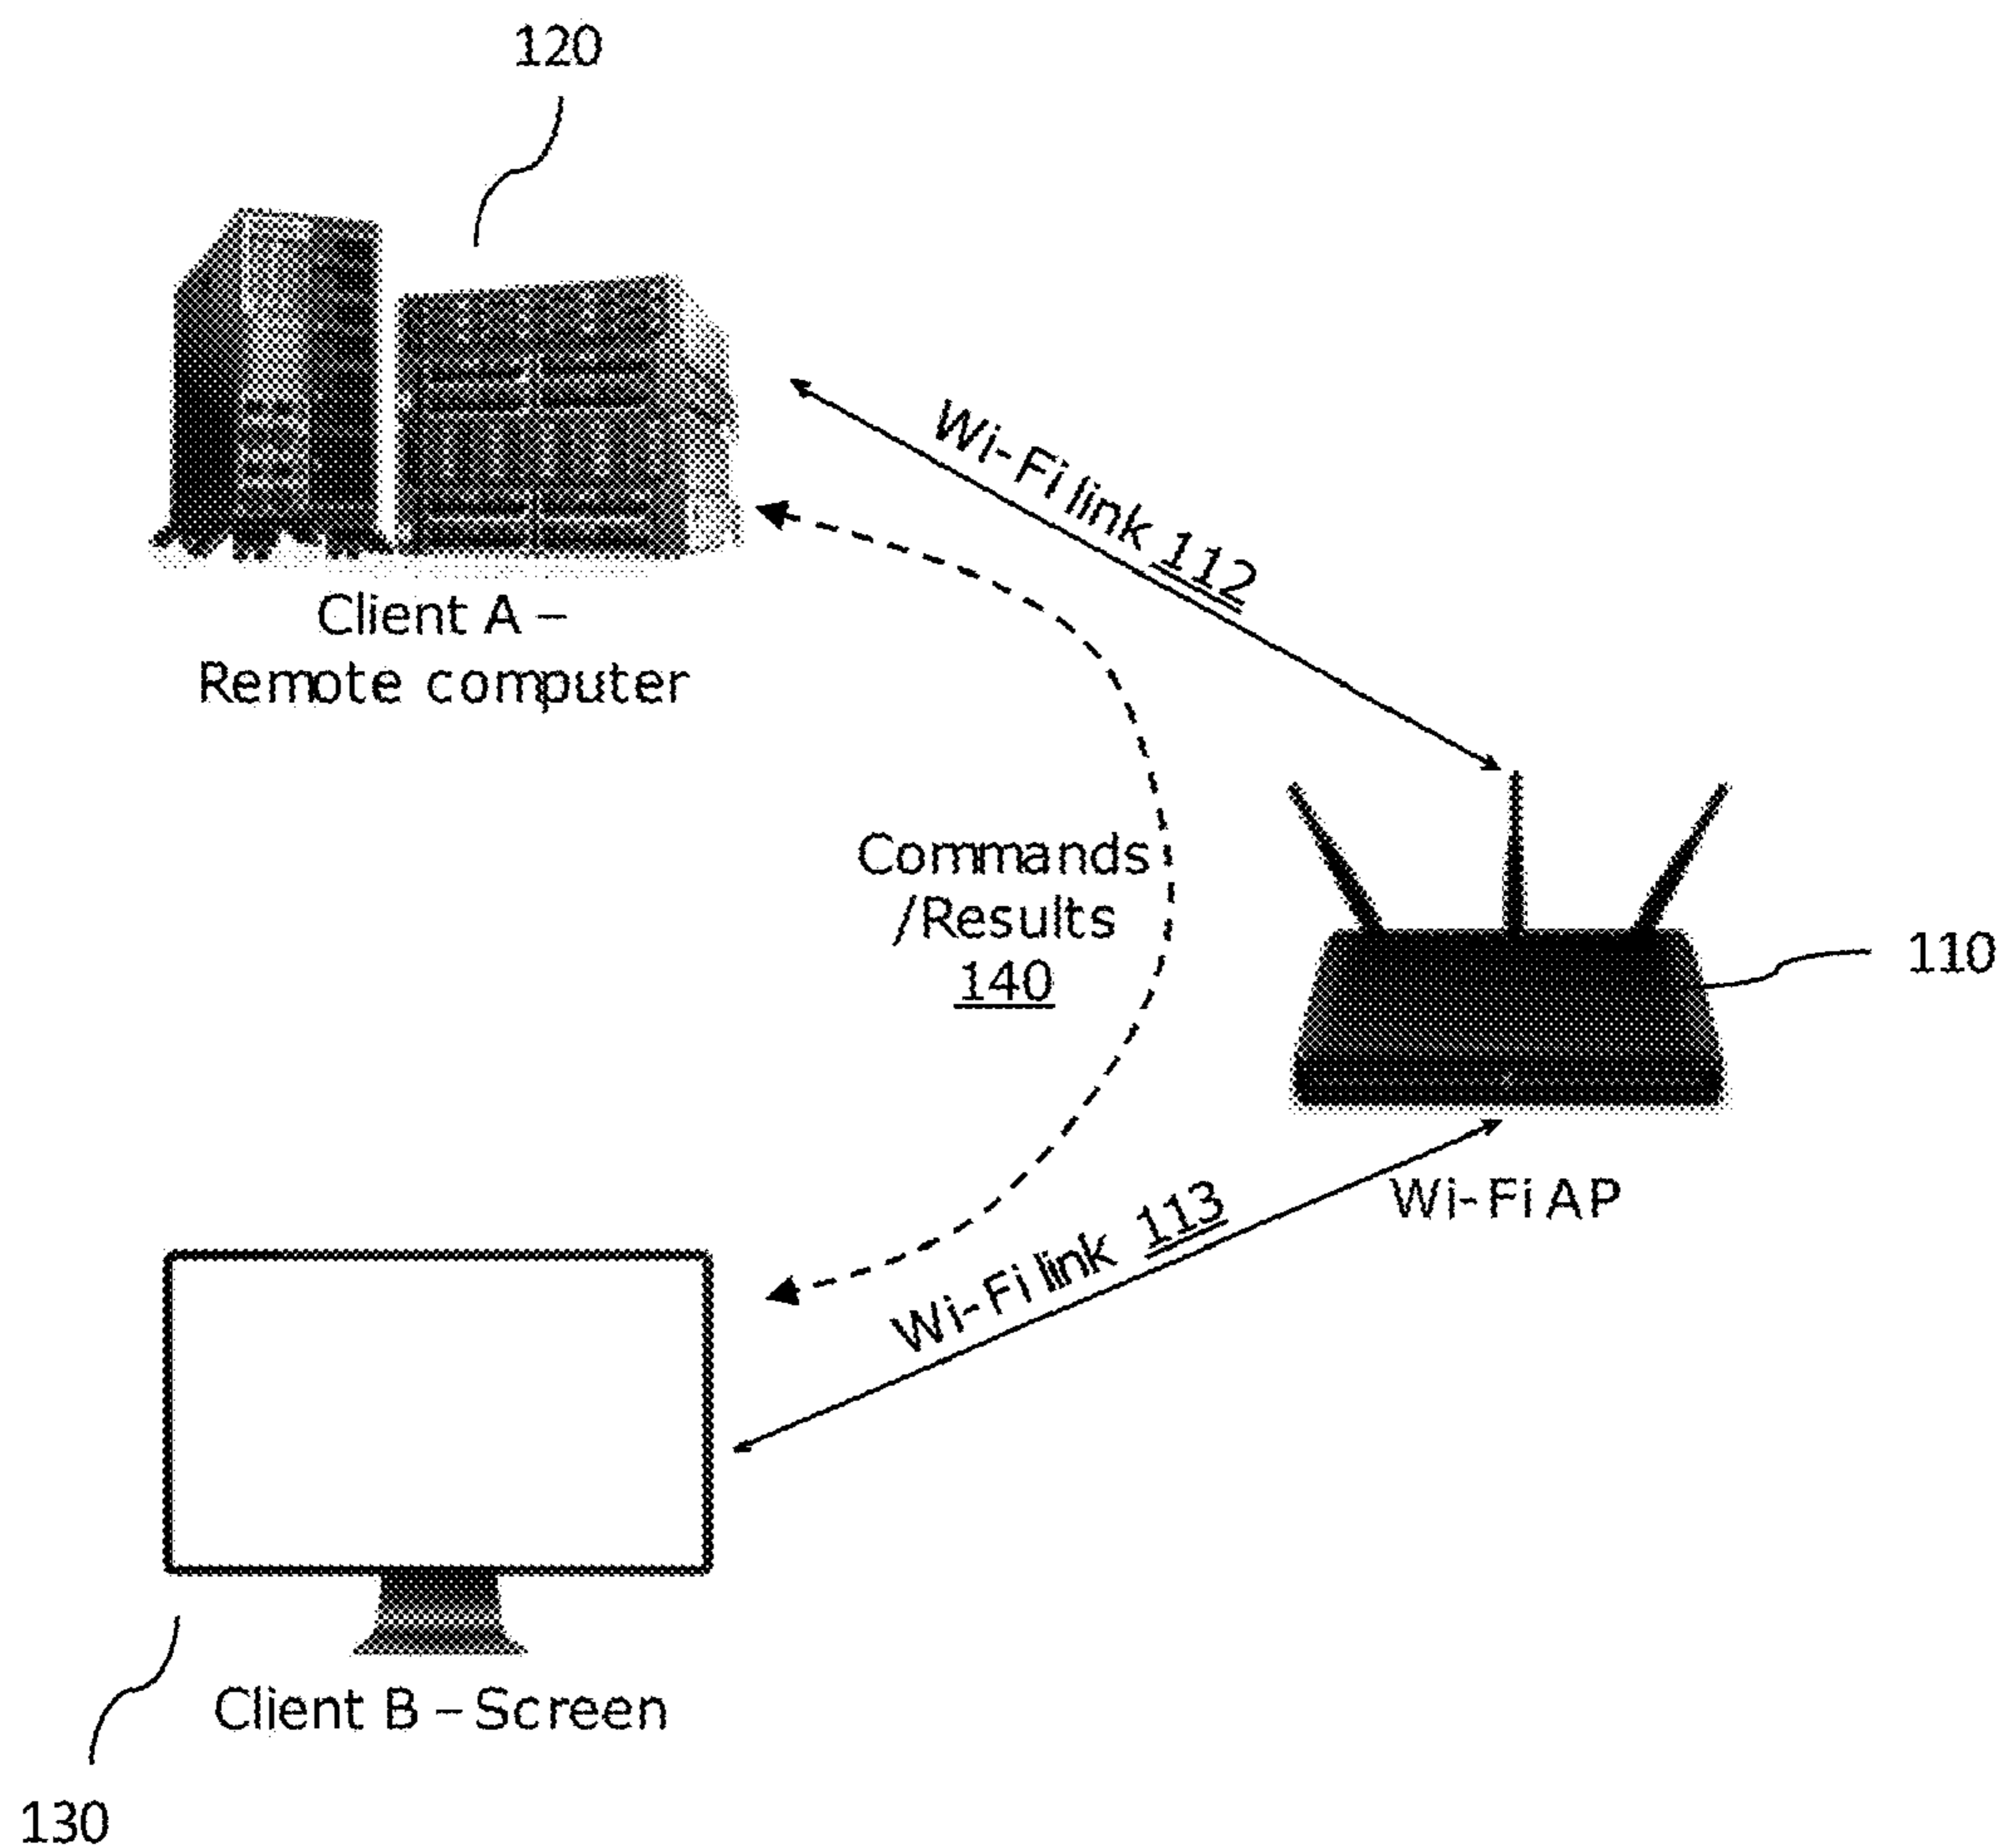 120
Wi-Fi link 112
Client A –
Remote computer
Commands
/Results
140
110
Wi-Fi AP
Wi-Fi link 113
Client B – Screen
130